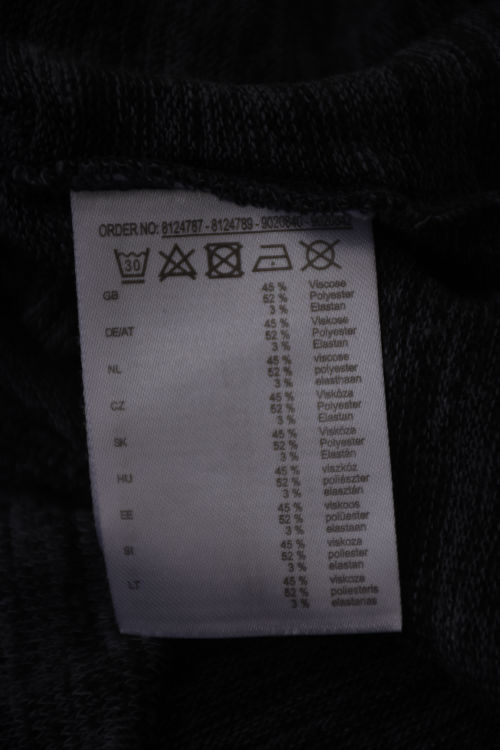 ORDER NO: 8124787 - 8124789 - 9020840 -
30
GB 45 % Viscose
52 % Polyester
3 % Elastan
DE/AT 45 % Viskose
52 % Polyester
3 % Elastan
NL 45 % viscose
52 % polyester
3 % elasthaan
CZ 45 % Viskóza
52 % Polyester
3 % Elastan
SK 45 % Viskóza
52 % Polyester
3 % Elastán
HU 45 % viszkóz
52 % poliészter
3 % elasztán
EE 45 % viskoos
52 % polüester
3 % elastaan
SI 45 % viskoza
52 % poliester
3 % elastan
LT 45 % viskoza
52 % poliesteris
3 % elastanas